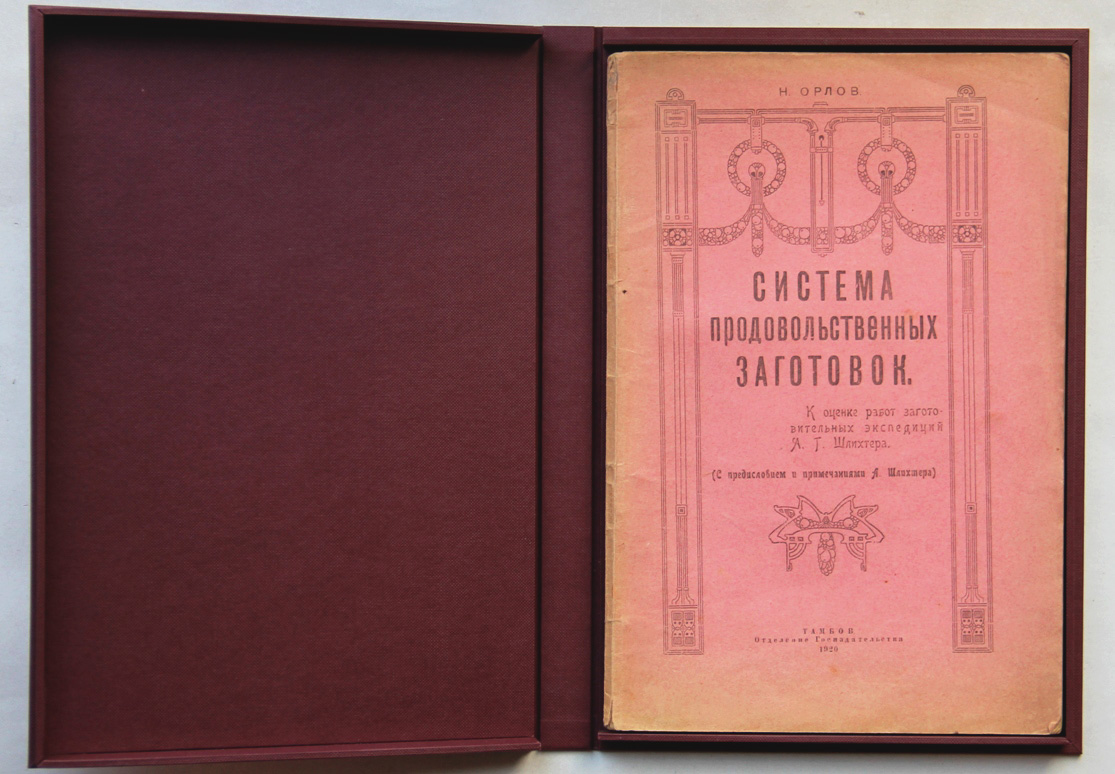 Н. ОРЛОВ.
СИСТЕМА
ПРОДОВОЛЬСТВЕННЫХ
ЗАГОТОВОК.
К оценке работ загото-
вительных экспедиций
А. Г. Шлихтера.
(С предисловием и примечаниями А. Шлихтера)
ТАМБОВ
Отделение Госиздательства
1920